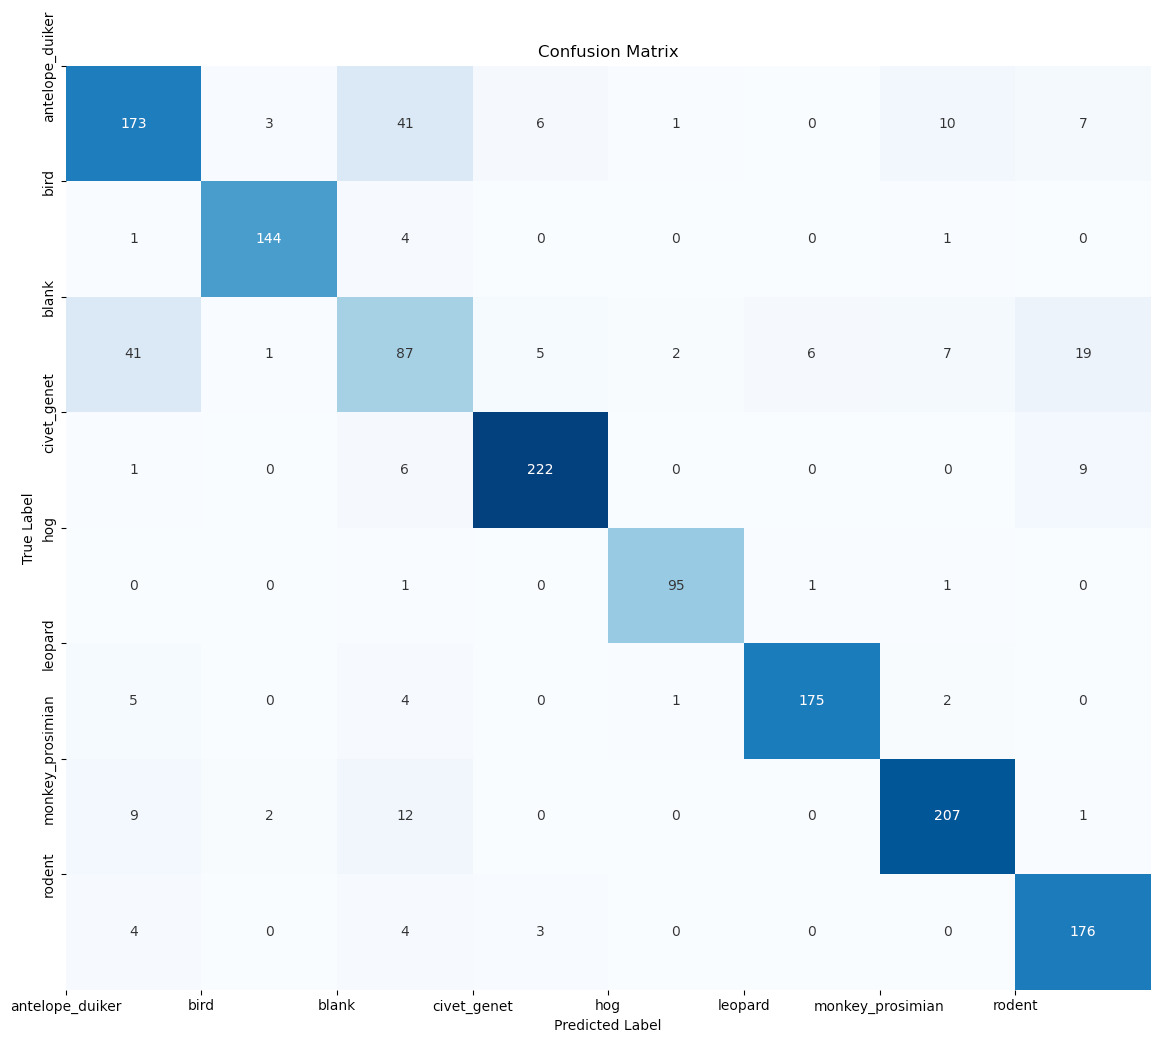 Confusion Matrix
antelope_duiker
173 3 41 6 1 0 10 7
bird
1 144 4 0 0 0 1 0
blank
41 1 87 5 2 6 7 19
civet_genet
1 0 6 222 0 0 0 9
True Label
hog
0 0 1 0 95 1 1 0
leopard
5 0 4 0 1 175 2 0
monkey_prosimian
9 2 12 0 0 0 207 1
rodent
4 0 4 3 0 0 0 176
antelope_duiker bird blank civet_genet hog leopard monkey_prosimian rodent
Predicted Label